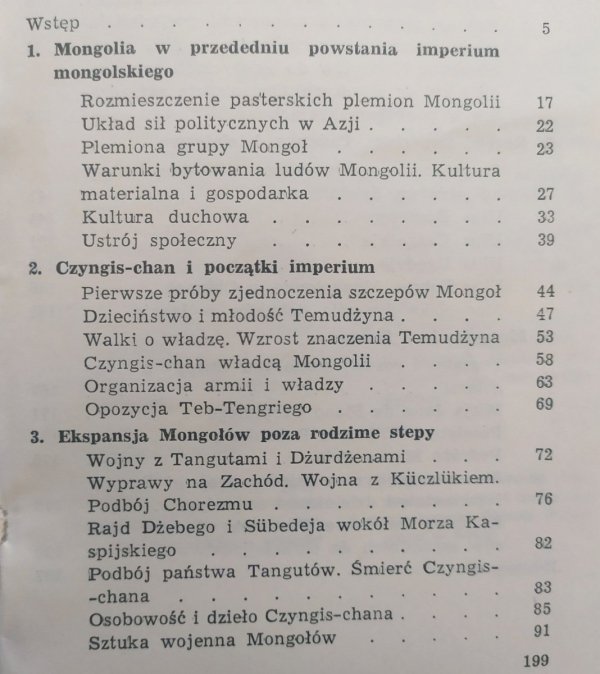 Wstęp . . . . . . . . . . . . . 5
1. Mongolia w przededniu powstania imperium
mongolskiego
Rozmieszczenie pasterskich plemion Mongolii 17
Układ sił politycznych w Azji . . . . . 22
Plemiona grupy Mongoł . . . . . . 23
Warunki bytowania ludów Mongolii. Kultura
materialna i gospodarka . . . . . . 27
Kultura duchowa . . . . . . . . 33
Ustrój społeczny . . . . . . . . 39
2. Czyngis-chan i początki imperium
Pierwsze próby zjednoczenia szczepów Mongoł 44
Dzieciństwo i młodość Temudżyna . . . . 47
Walki o władzę. Wzrost znaczenia Temudżyna 53
Czyngis-chan władcą Mongolii . . . . 58
Organizacja armii i władzy . . . . . 63
Opozycja Teb-Tengriego . . . . . . 69
3. Ekspansja Mongołów poza rodzime stepy
Wojny z Tangutami i Dżurdżenami . . . 72
Wyprawy na Zachód. Wojna z Küczlükiem.
Podbój Chorezmu . . . . . . . . 76
Rajd Dżebego i Sübedeja wokół Morza Ka-
spijskiego . . . . . . . . . . 82
Podbój państwa Tangutów. Śmierć Czyngis-
-chana . . . . . . . . . . . 83
Osobowość i dzieło Czyngis-chana . . . . 85
Sztuka wojenna Mongołów . . . . 91
199